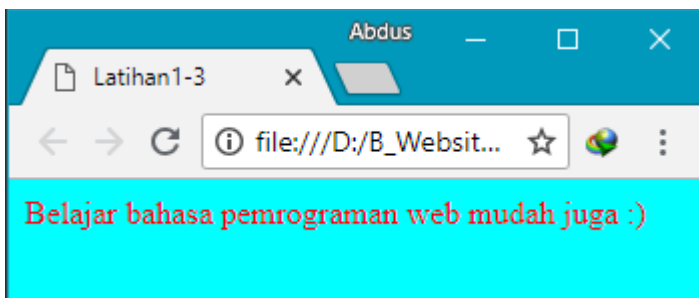 Abdus
Latihan1-3
file:///D:/B_Websit...
Belajar bahasa pemrograman web mudah juga :)